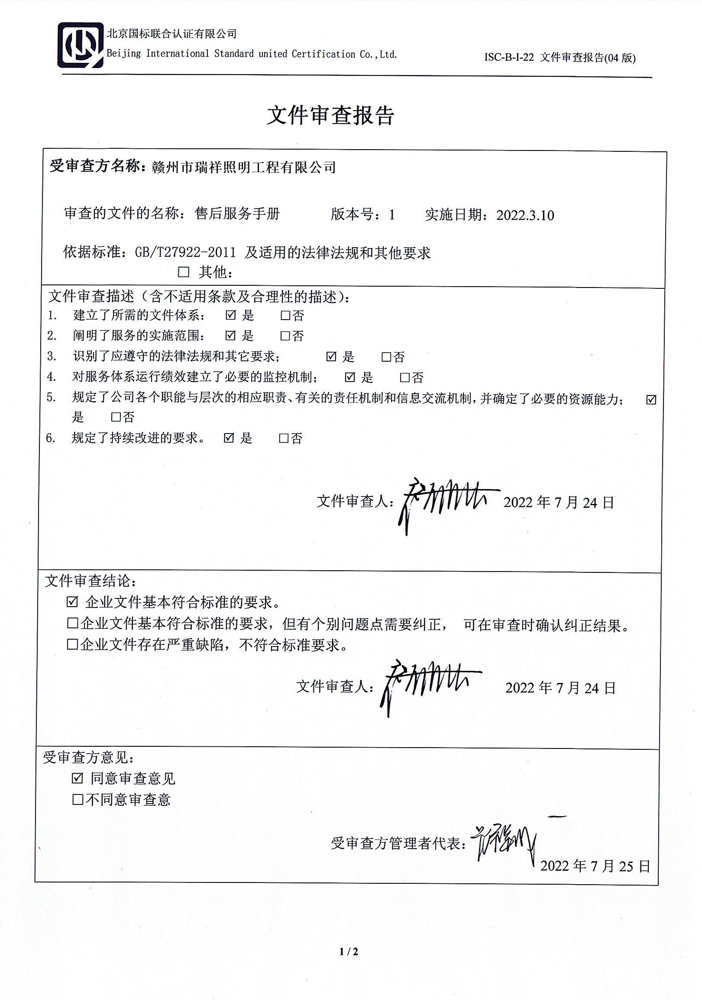 北京国标联合认证有限公司
Beijing International Standard united Certification Co.,Ltd.
ISC-B-I-22 文件审查报告(04 版)
文件审查报告
受审查方名称：赣州市瑞祥照明工程有限公司
审查的文件的名称：售后服务手册 版本号：1 实施日期：2022.3.10
依据标准：GB/T27922-2011 及适用的法律法规和其他要求
□ 其他：
文件审查描述（含不适用条款及合理性的描述）：
1. 建立了所需的文件体系： ☑ 是 □否
2. 阐明了服务的实施范围： ☑ 是 □否
3. 识别了应遵守的法律法规和其它要求； ☑ 是 □否
4. 对服务体系运行绩效建立了必要的监控机制； ☑ 是 □否
5. 规定了公司各个职能与层次的相应职责、有关的责任机制和信息交流机制，并确定了必要的资源能力； ☑
是 □否
6. 规定了持续改进的要求。 ☑ 是 □否
文件审查人： 2022 年 7 月 24 日
文件审查结论：
☑ 企业文件基本符合标准的要求。
□企业文件基本符合标准的要求，但有个别问题点需要纠正， 可在审查时确认纠正结果。
□企业文件存在严重缺陷，不符合标准要求。
文件审查人： 2022 年 7 月 24 日
受审查方意见：
☑ 同意审查意见
□不同意审查意
受审查方管理者代表：
2022 年 7 月 25 日
1 / 2